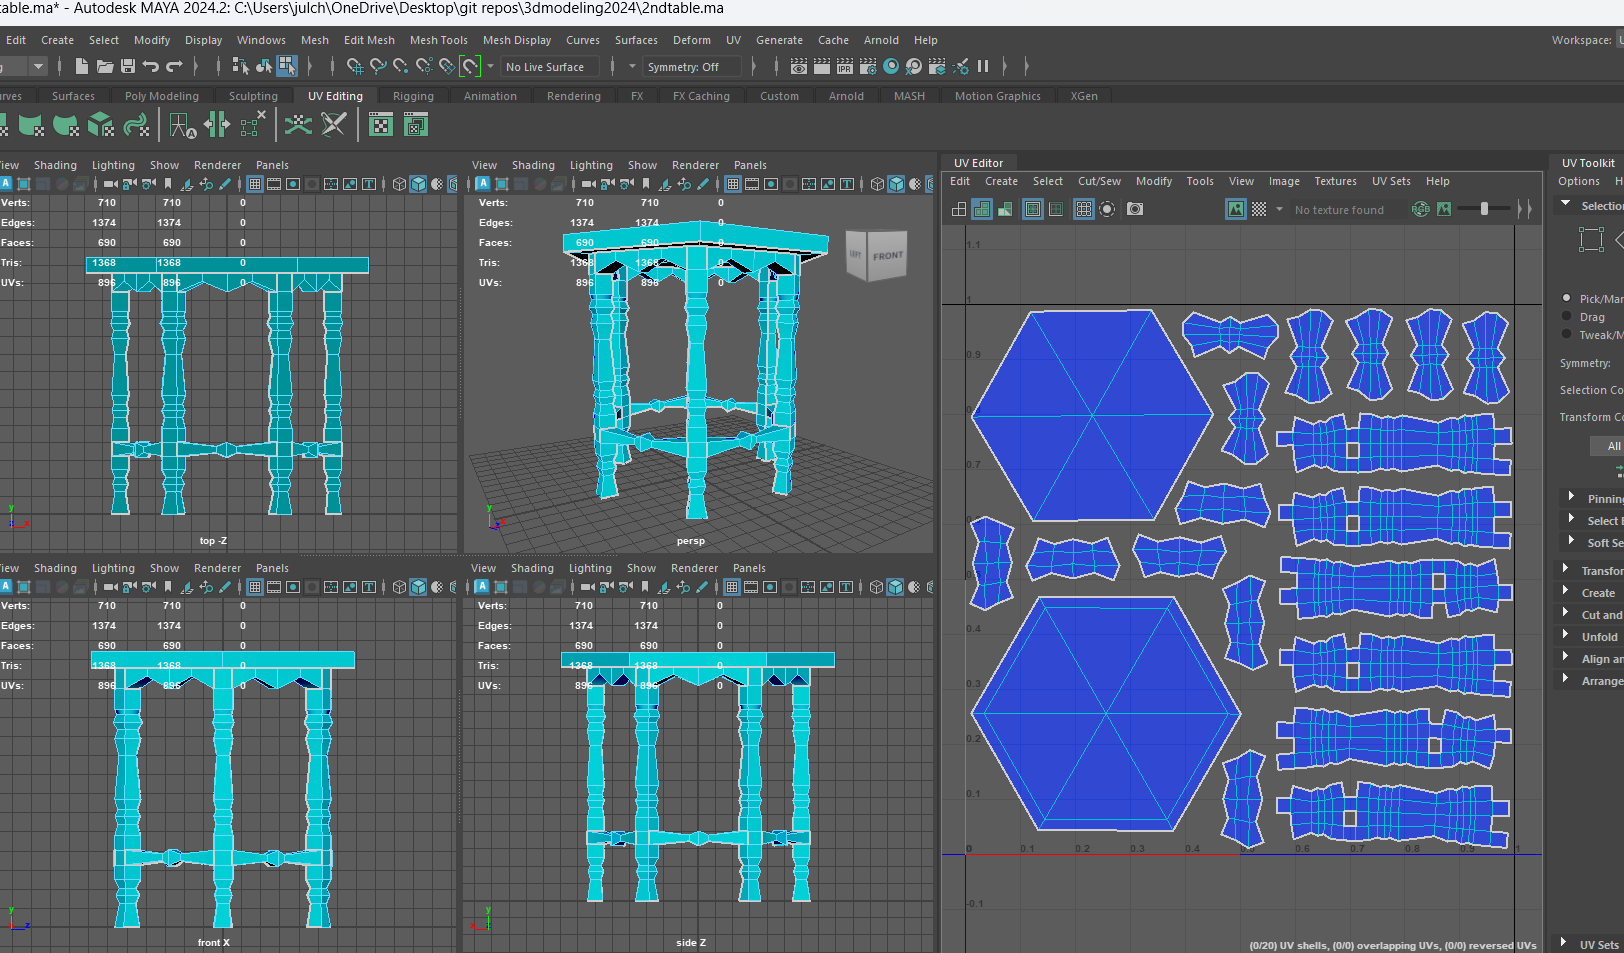 table.ma* - Autodesk MAYA 2024.2: C:\Users\julch\OneDrive\Desktop\git repos\3dmodeling2024\2ndtable.ma
Edit Create Select Modify Display Windows Mesh Edit Mesh Mesh Tools Mesh Display Curves Surfaces Deform UV Generate Cache Arnold Help Workspace:
No Live Surface Symmetry: Off
Surfaces Poly Modeling Sculpting UV Editing Rigging Animation Rendering FX FX Caching Custom Arnold MASH Motion Graphics XGen
View Shading Lighting Show Renderer Panels
Verts: 710 710 0
Edges: 1374 1374 0
Faces: 690 690 0
Tris: 1368 1368 0
UVs: 896 896 0
top -Z
View Shading Lighting Show Renderer Panels
Verts: 710 710 0
Edges: 1374 1374 0
Faces: 690 690 0
Tris: 1368 1368 0
UVs: 896 896 0
LEFT FRONT
persp
View Shading Lighting Show Renderer Panels
Verts: 710 710 0
Edges: 1374 1374 0
Faces: 690 690 0
Tris: 1368 1368 0
UVs: 896 896 0
front X
View Shading Lighting Show Renderer Panels
Verts: 710 710 0
Edges: 1374 1374 0
Faces: 690 690 0
Tris: 1368 1368 0
UVs: 896 896 0
side Z
UV Editor
Edit Create Select Cut/Sew Modify Tools View Image Textures UV Sets Help
No texture found
1.1
1
0.9
0.7
0.4
0.3
0.2
0.1
0 0.1 0.2 0.3 0.4 0.6 0.7 0.8 1
-0.1
(0/20) UV shells, (0/0) overlapping UVs, (0/0) reversed UVs
UV Toolkit
Options
Selection
Pick/Mar
Drag
Tweak/M
Symmetry:
Selection Co
Transform Co
All
Pinning
Select
Soft Se
Transfor
Create
Cut and
Unfold
Align an
Arrange
UV Sets